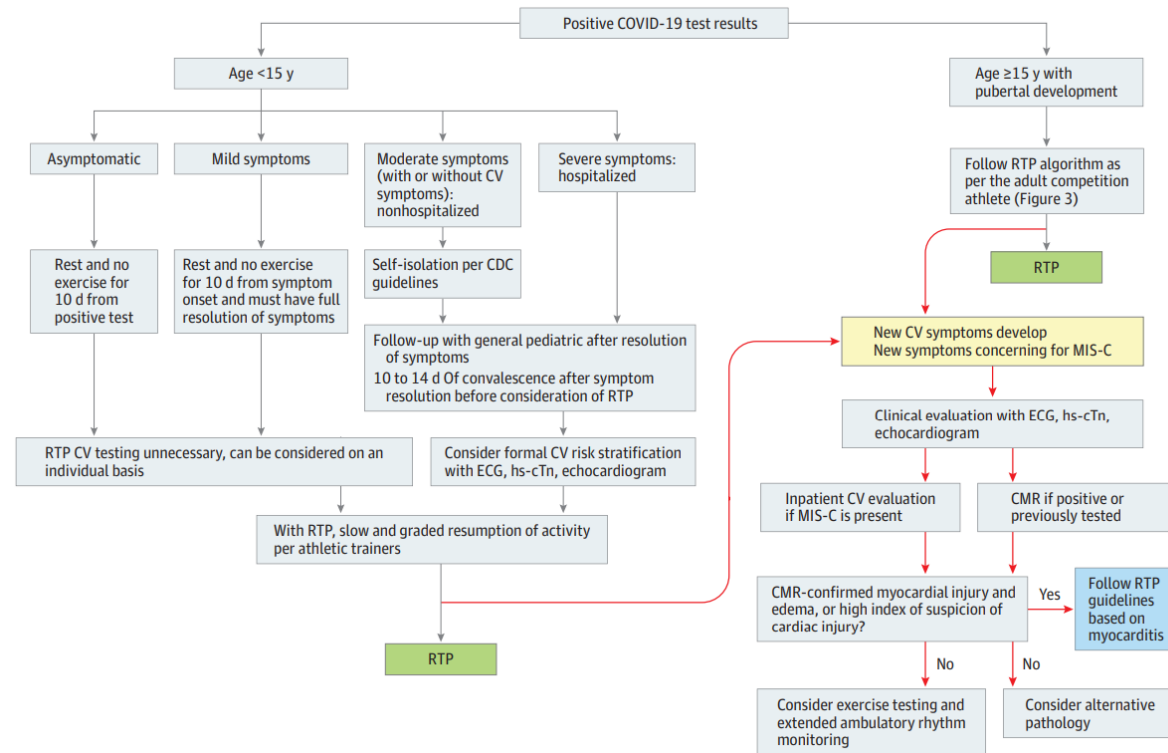 Positive COVID-19 test results
Age <15 y
Age ≥15 y with
pubertal development
Asymptomatic
Mild symptoms
Moderate symptoms
(with or without CV
symptoms):
nonhospitalized
Severe symptoms:
hospitalized
Follow RTP algorithm as
per the adult competition
athlete (Figure 3)
Rest and no
exercise for
10 d from
positive test
Rest and no exercise
for 10 d from symptom
onset and must have full
resolution of symptoms
Self-isolation per CDC
guidelines
RTP
Follow-up with general pediatric after resolution
of symptoms
10 to 14 d Of convalescence after symptom
resolution before consideration of RTP
New CV symptoms develop
New symptoms concerning for MIS-C
Clinical evaluation with ECG, hs-cTn,
echocardiogram
RTP CV testing unnecessary, can be considered on an
individual basis
Consider formal CV risk stratification
with ECG, hs-cTn, echocardiogram
Inpatient CV evaluation
if MIS-C is present
CMR if positive or
previously tested
With RTP, slow and graded resumption of activity
per athletic trainers
CMR-confirmed myocardial injury and
edema, or high index of suspicion of
cardiac injury?
Yes
Follow RTP
guidelines
based on
myocarditis
RTP
No
No
Consider exercise testing and
extended ambulatory rhythm
monitoring
Consider alternative
pathology